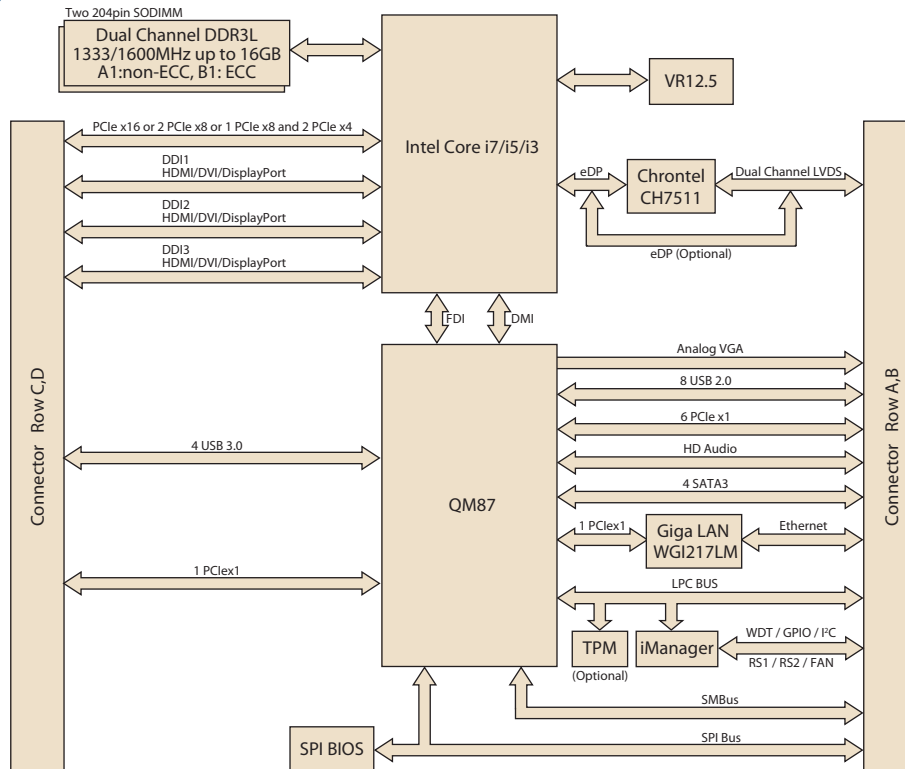 Two 204pin SODIMM
Dual Channel DDR3L
1333/1600MHz up to 16GB
A1:non-ECC, B1: ECC
Intel Core i7/i5/i3
VR12.5
PCIe x16 or 2 PCIe x8 or 1 PCIe x8 and 2 PCIe x4
DDI1
HDMI/DVI/DisplayPort
DDI2
HDMI/DVI/DisplayPort
DDI3
HDMI/DVI/DisplayPort
eDP
Chrontel
CH7511
Dual Channel LVDS
eDP (Optional)
FDI
DMI
Connector Row C,D
Connector Row A,B
QM87
Analog VGA
8 USB 2.0
6 PCIe x1
HD Audio
4 SATA3
4 USB 3.0
1 PCIex1
Giga LAN
WGI217LM
Ethernet
1 PCIex1
LPC BUS
TPM
(Optional)
iManager
WDT / GPIO / I²C
RS1 / RS2 / FAN
SMBus
SPI BIOS
SPI Bus